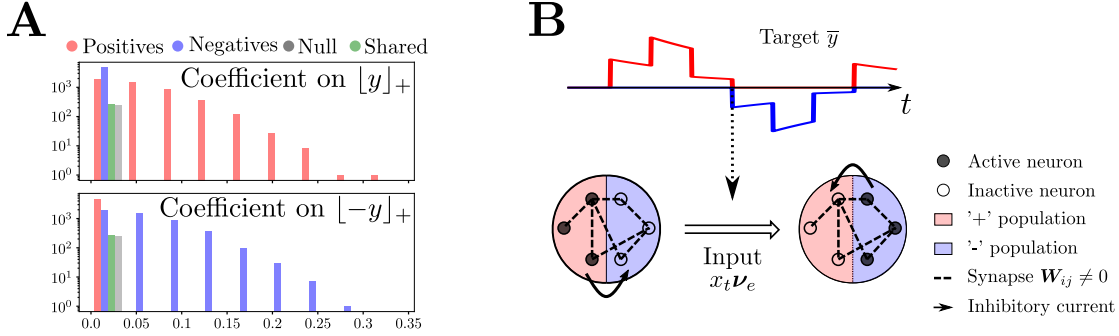 A
Positives Negatives Null Shared
Coefficient on ⌊y⌋₊
10³
10²
10¹
10⁰
Coefficient on ⌊−y⌋₊
10³
10²
10¹
10⁰
0.0 0.05 0.1 0.15 0.2 0.25 0.3 0.35
B
Target y̅
t
Input
xₜ𝝂ₑ
Active neuron
Inactive neuron
'+' population
'-' population
Synapse 𝑾ᵢⱼ ≠ 0
Inhibitory current